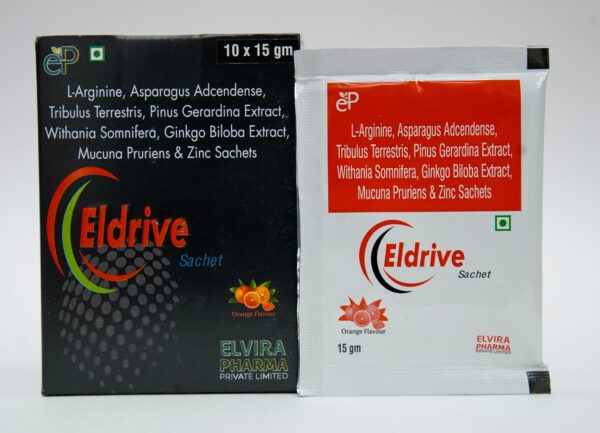 eP
10 x 15 gm
L-Arginine, Asparagus Adcendense,
Tribulus Terrestris, Pinus Gerardina Extract,
Withania Somnifera, Ginkgo Biloba Extract,
Mucuna Pruriens & Zinc Sachets
Eldrive
Sachet
Orange Flavour
ELVIRA
PHARMA
PRIVATE LIMITED
eP
L-Arginine, Asparagus Adcendense,
Tribulus Terrestris, Pinus Gerardina Extract,
Withania Somnifera, Ginkgo Biloba Extract,
Mucuna Pruriens & Zinc Sachets
Eldrive
Sachet
Orange Flavour
15 gm
ELVIRA
PHARMA
PRIVATE LIMITED